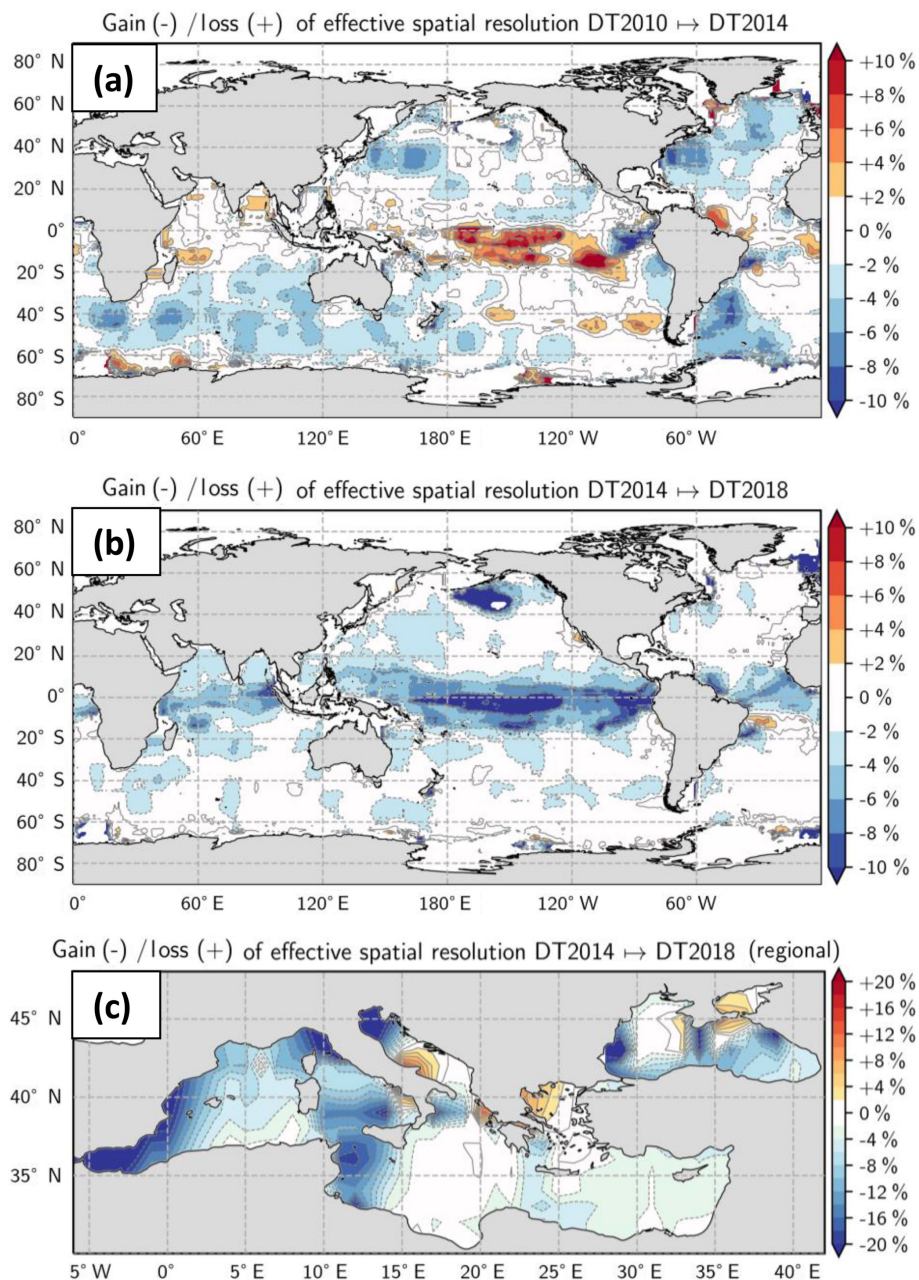 Gain (-) /loss (+) of effective spatial resolution DT2010 ↦ DT2014
(a)
80° N
60° N
40° N
20° N
0°
20° S
40° S
60° S
80° S
0° 60° E 120° E 180° E 120° W 60° W
+10 %
+8 %
+6 %
+4 %
+2 %
0 %
-2 %
-4 %
-6 %
-8 %
-10 %
Gain (-) /loss (+) of effective spatial resolution DT2014 ↦ DT2018
(b)
80° N
60° N
40° N
20° N
0°
20° S
40° S
60° S
80° S
0° 60° E 120° E 180° E 120° W 60° W
+10 %
+8 %
+6 %
+4 %
+2 %
0 %
-2 %
-4 %
-6 %
-8 %
-10 %
Gain (-) /loss (+) of effective spatial resolution DT2014 ↦ DT2018 (regional)
(c)
45° N
40° N
35° N
5° W 0° 5° E 10° E 15° E 20° E 25° E 30° E 35° E 40° E
+20 %
+16 %
+12 %
+8 %
+4 %
0 %
-4 %
-8 %
-12 %
-16 %
-20 %